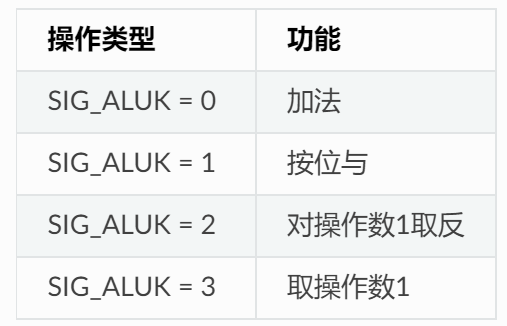 操作类型 功能
SIG_ALUK = 0 加法
SIG_ALUK = 1 按位与
SIG_ALUK = 2 对操作数1取反
SIG_ALUK = 3 取操作数1